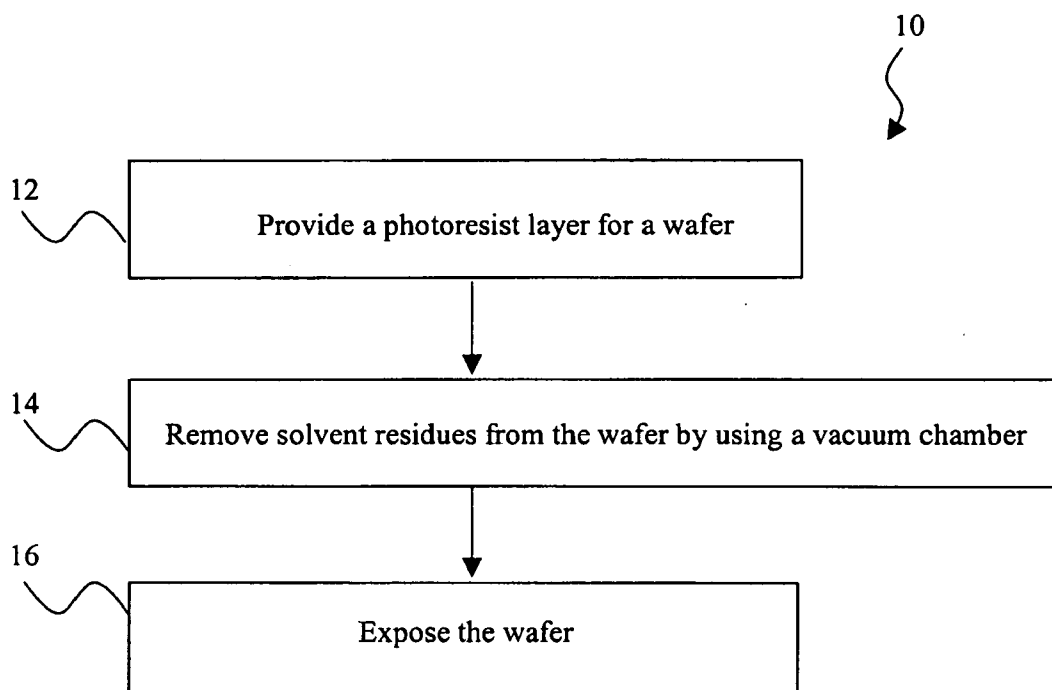 10
12
Provide a photoresist layer for a wafer
14
Remove solvent residues from the wafer by using a vacuum chamber
16
Expose the wafer